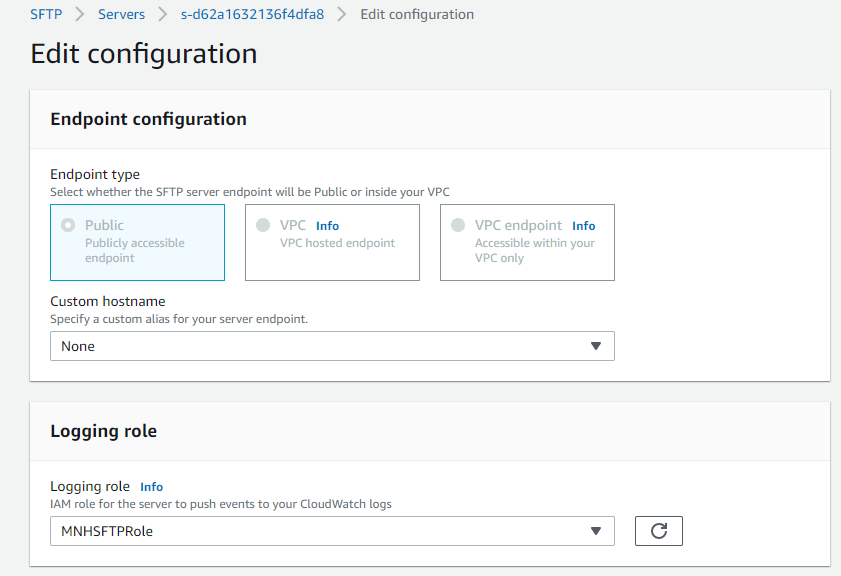 SFTP > Servers > s-d62a1632136f4dfa8 > Edit configuration
Edit configuration
Endpoint configuration
Endpoint type
Select whether the SFTP server endpoint will be Public or inside your VPC
Public
Publicly accessible
endpoint
VPC Info
VPC hosted endpoint
VPC endpoint Info
Accessible within your
VPC only
Custom hostname
Specify a custom alias for your server endpoint.
None
Logging role
Logging role Info
IAM role for the server to push events to your CloudWatch logs
MNHSFTPRole